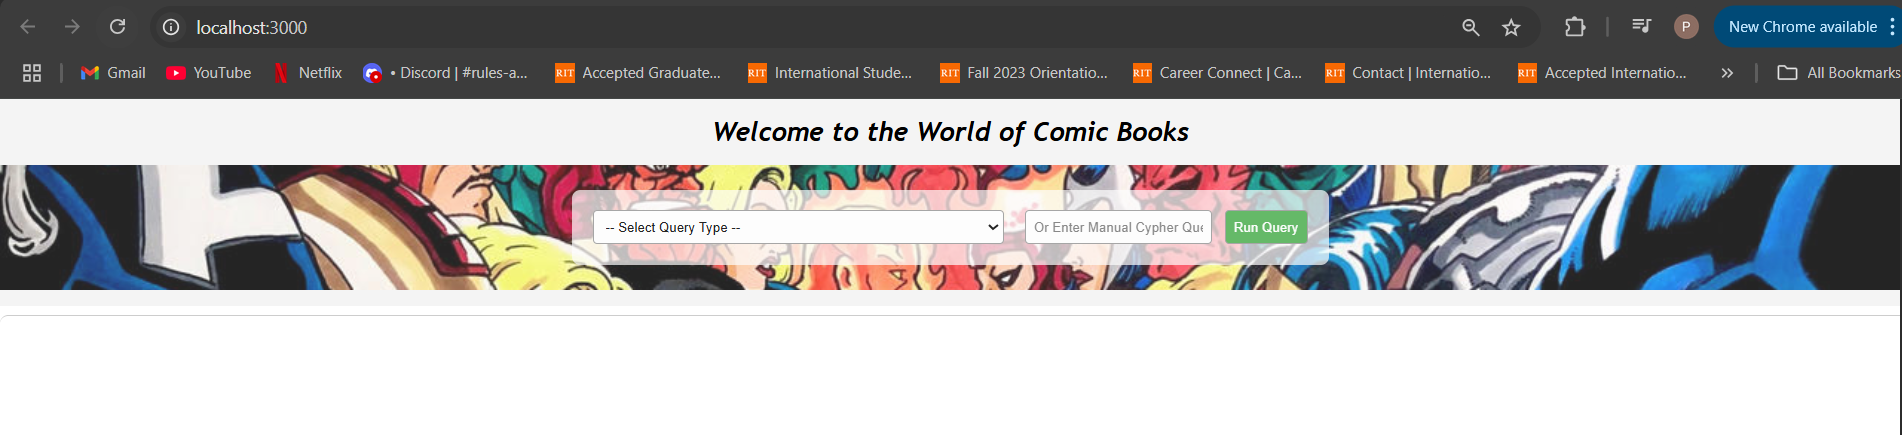 localhost:3000
P
New Chrome available
Gmail
YouTube
Netflix
• Discord | #rules-a...
RIT Accepted Graduate...
RIT International Stude...
RIT Fall 2023 Orientatio...
RIT Career Connect | Ca...
RIT Contact | Internatio...
RIT Accepted Internatio...
»
All Bookmarks
Welcome to the World of Comic Books
-- Select Query Type --
Or Enter Manual Cypher Que
Run Query